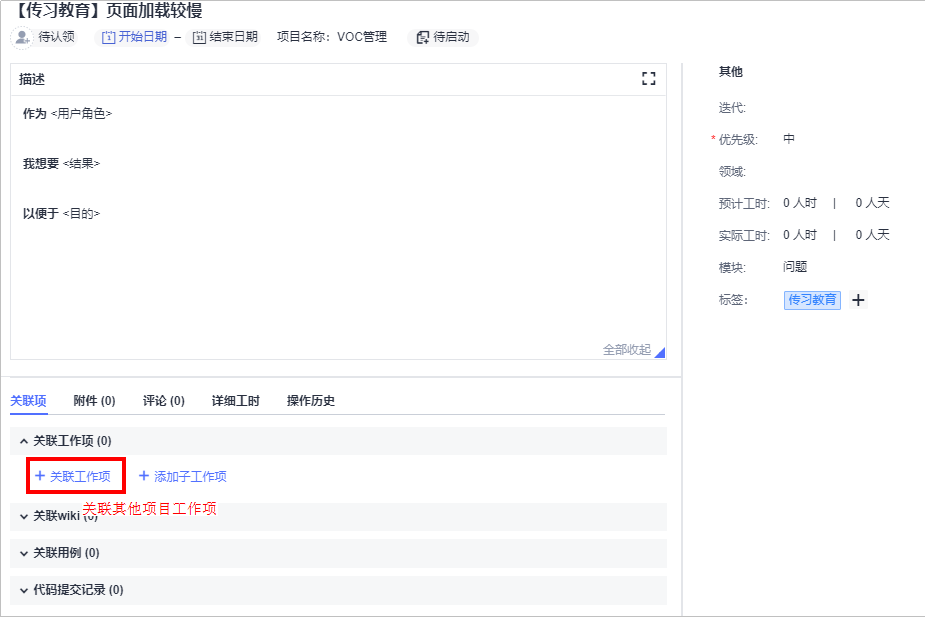 【传习教育】页面加载较慢
待认领 开始日期 – 结束日期 项目名称：VOC管理 待启动
描述
作为 <用户角色>
我想要 <结果>
以便于 <目的>
全部收起
其他
迭代:
* 优先级: 中
领域:
预计工时: 0 人时 | 0 人天
实际工时: 0 人时 | 0 人天
模块: 问题
标签: 传习教育 +
关联项 附件 (0) 评论 (0) 详细工时 操作历史
关联工作项 (0)
+ 关联工作项 + 添加子工作项
关联其他项目工作项
关联wiki (0)
关联用例 (0)
代码提交记录 (0)